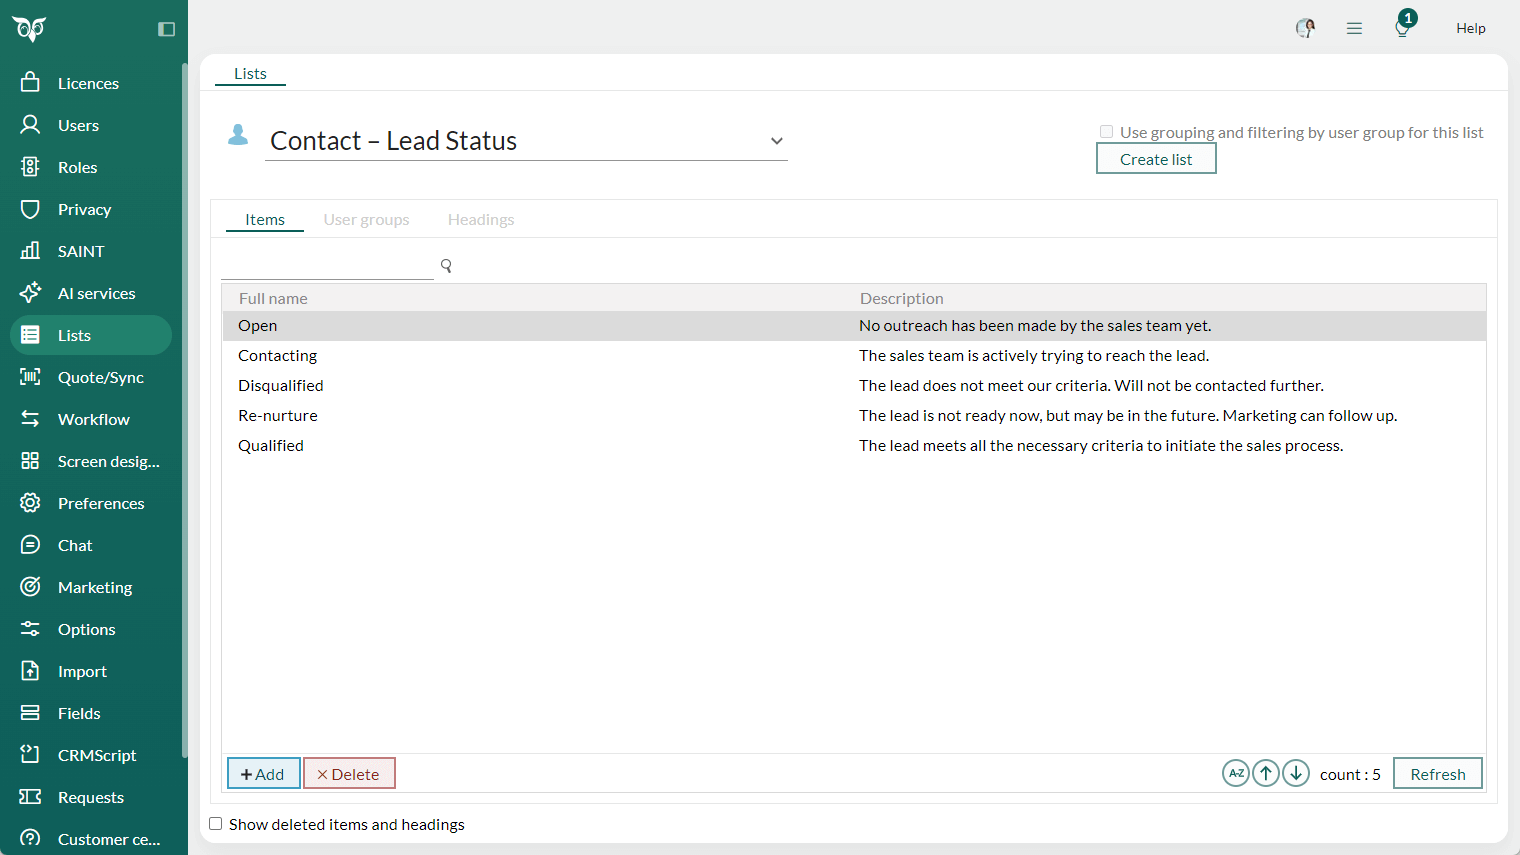 1
Help
Licences
Users
Roles
Privacy
SAINT
AI services
Lists
Quote/Sync
Workflow
Screen desig...
Preferences
Chat
Marketing
Options
Import
Fields
CRMScript
Requests
Customer ce...
Lists
Contact – Lead Status
Use grouping and filtering by user group for this list
Create list
Items User groups Headings
Full name Description
Open No outreach has been made by the sales team yet.
Contacting The sales team is actively trying to reach the lead.
Disqualified The lead does not meet our criteria. Will not be contacted further.
Re-nurture The lead is not ready now, but may be in the future. Marketing can follow up.
Qualified The lead meets all the necessary criteria to initiate the sales process.
+ Add × Delete A-Z count : 5 Refresh
Show deleted items and headings